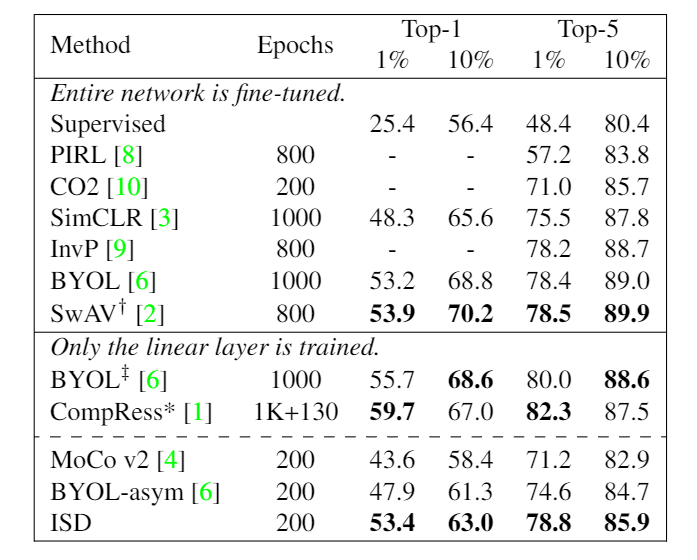 Method Epochs Top-1 Top-5
1% 10% 1% 10%
Entire network is fine-tuned.
Supervised 25.4 56.4 48.4 80.4
PIRL [8] 800 - - 57.2 83.8
CO2 [10] 200 - - 71.0 85.7
SimCLR [3] 1000 48.3 65.6 75.5 87.8
InvP [9] 800 - - 78.2 88.7
BYOL [6] 1000 53.2 68.8 78.4 89.0
SwAV† [2] 800 53.9 70.2 78.5 89.9
Only the linear layer is trained.
BYOL‡ [6] 1000 55.7 68.6 80.0 88.6
CompRess* [1] 1K+130 59.7 67.0 82.3 87.5
MoCo v2 [4] 200 43.6 58.4 71.2 82.9
BYOL-asym [6] 200 47.9 61.3 74.6 84.7
ISD 200 53.4 63.0 78.8 85.9